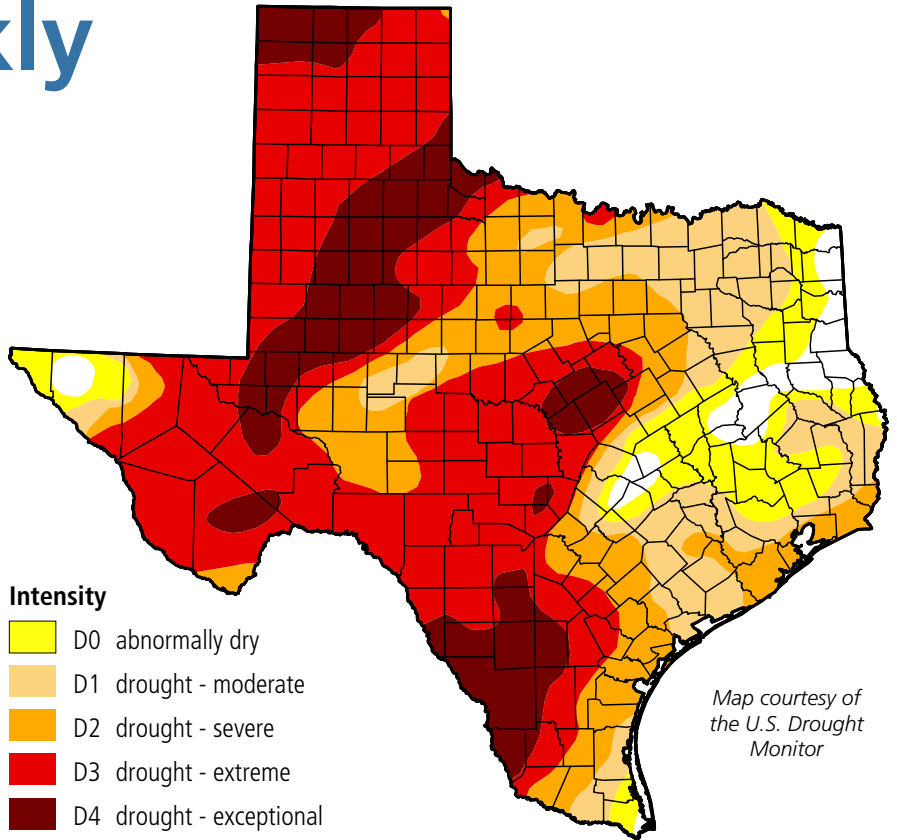 kly
Intensity
D0 abnormally dry
D1 drought - moderate
D2 drought - severe
D3 drought - extreme
D4 drought - exceptional
Map courtesy of
the U.S. Drought
Monitor